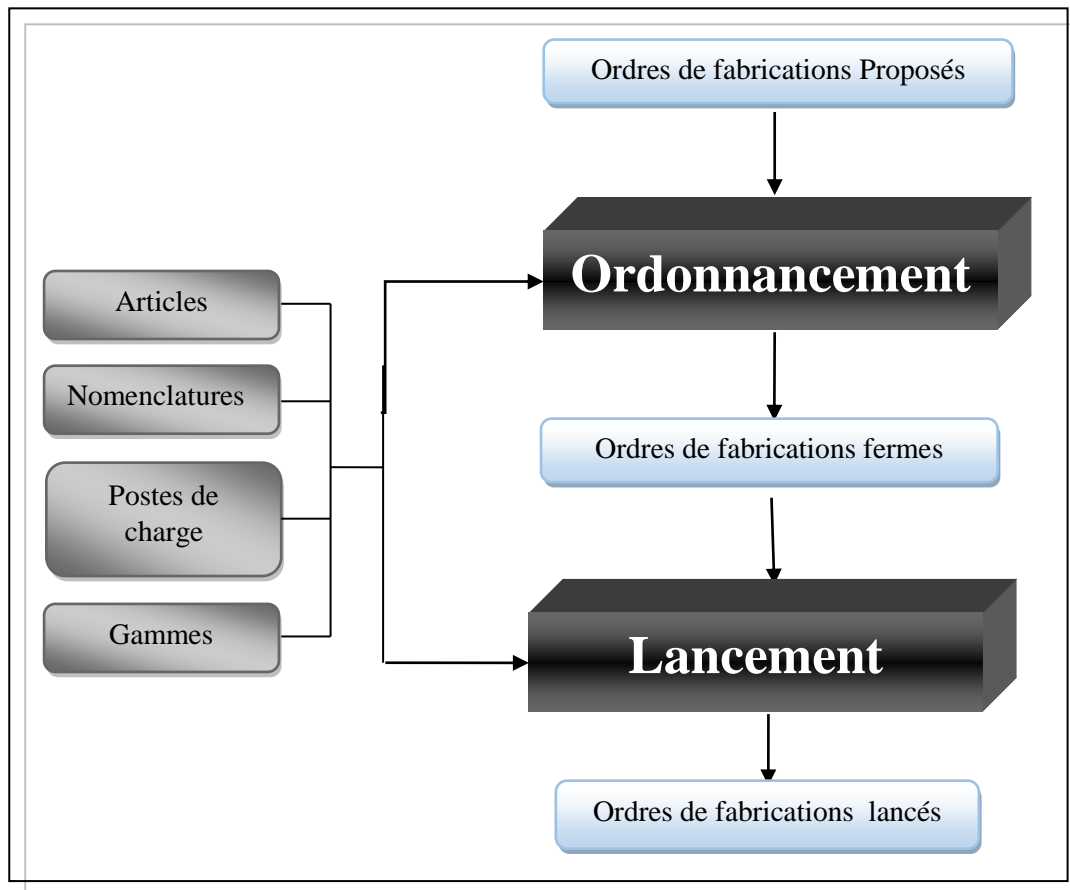 Ordres de fabrications Proposés
Ordonnancement
Articles
Nomenclatures
Ordres de fabrications fermes
Postes de
charge
Gammes
Lancement
Ordres de fabrications  lancés